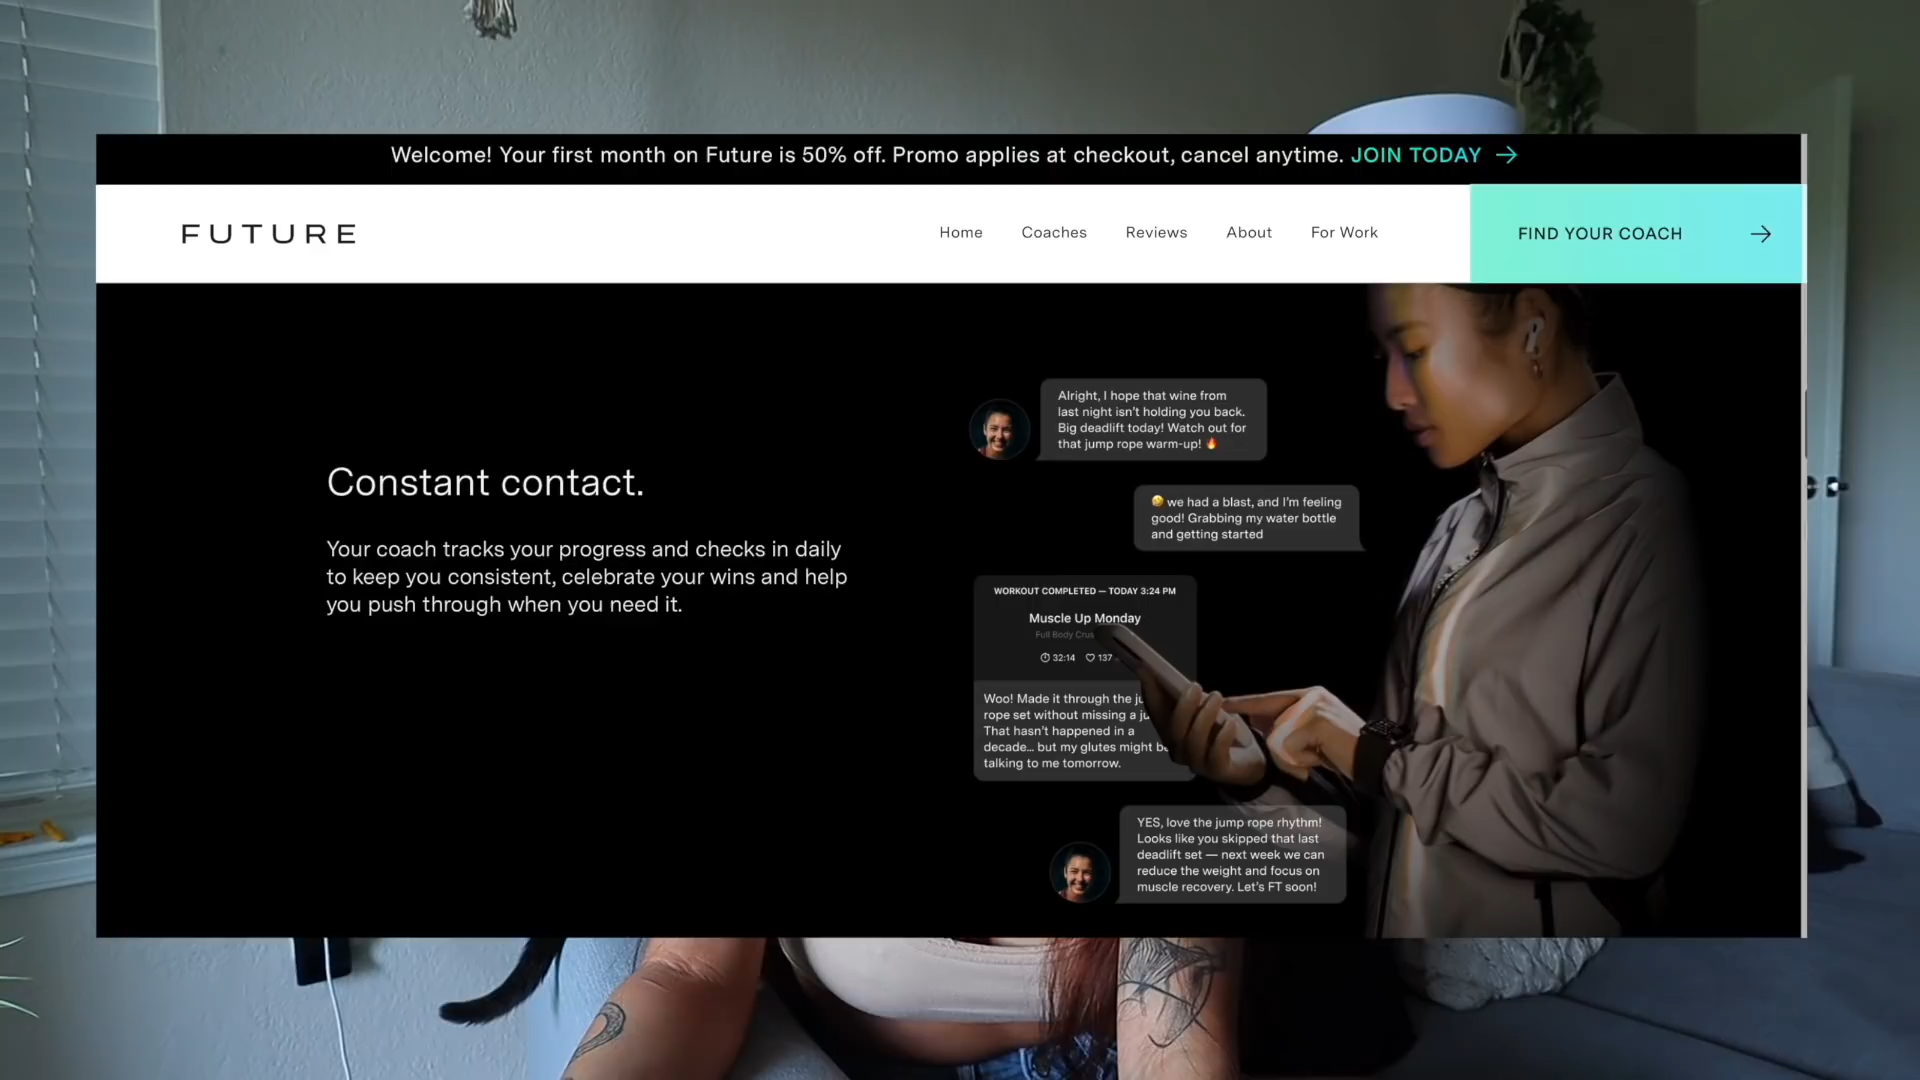 Welcome! Your first month on Future is 50% off. Promo applies at checkout, cancel anytime. JOIN TODAY →
FUTURE
Home
Coaches
Reviews
About
For Work
FIND YOUR COACH →
Constant contact.
Your coach tracks your progress and checks in daily
to keep you consistent, celebrate your wins and help
you push through when you need it.
Alright, I hope that wine from
last night isn't holding you back.
Big deadlift today! Watch out for
that jump rope warm-up! 🔥
🤣 we had a blast, and I'm feeling
good! Grabbing my water bottle
and getting started
WORKOUT COMPLETED — TODAY 3:24 PM
Muscle Up Monday
Full Body
32:14 137
Woo! Made it through the
rope set without missing a
That hasn't happened in a
decade... but my glutes might
talking to me tomorrow.
YES, love the jump rope rhythm!
Looks like you skipped that last
deadlift set — next week we can
reduce the weight and focus on
muscle recovery. Let's FT soon!